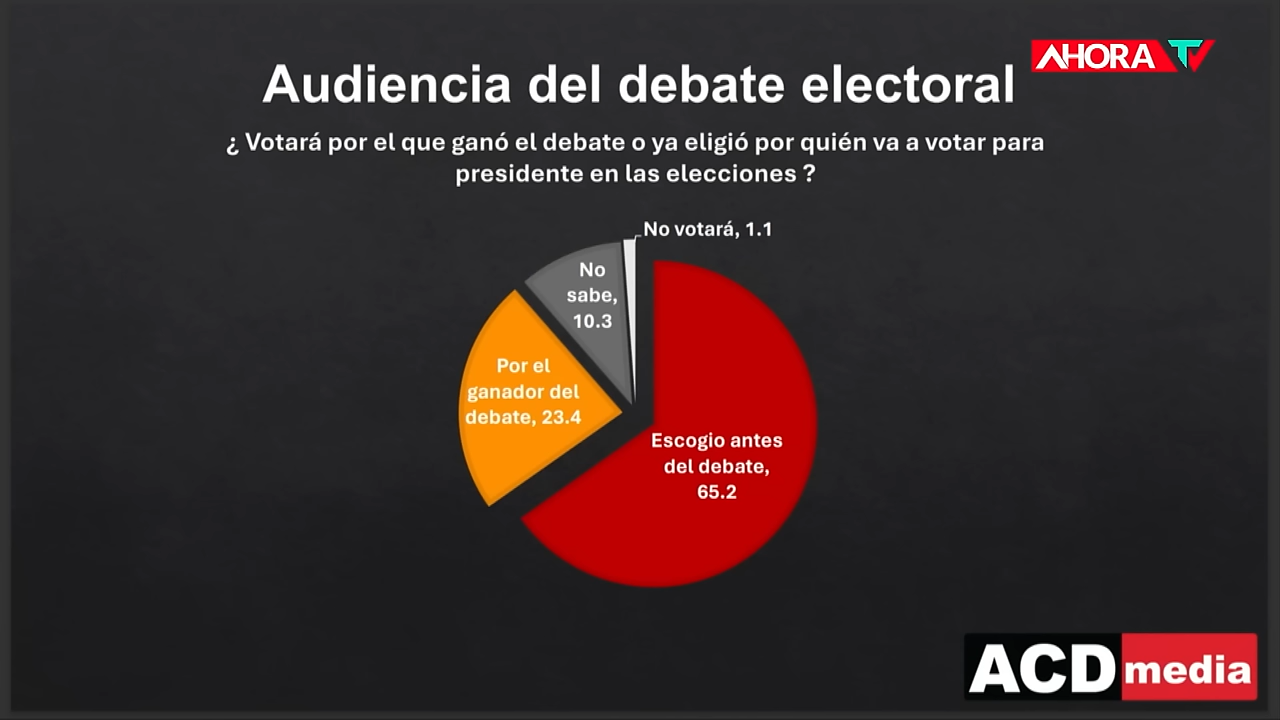 AHORA TV
Audiencia del debate electoral
¿ Votará por el que ganó el debate o ya eligió por quién va a votar para
presidente en las elecciones ?
No votará, 1.1
No
sabe,
10.3
Por el
ganador del
debate, 23.4
Escogio antes
del debate,
65.2
ACD media